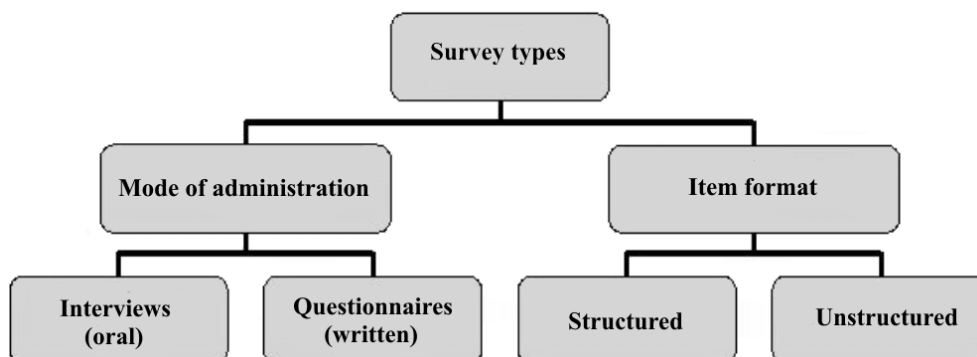 Survey types
Mode of administration
Item format
Interviews
(oral)
Questionnaires
(written)
Structured
Unstructured